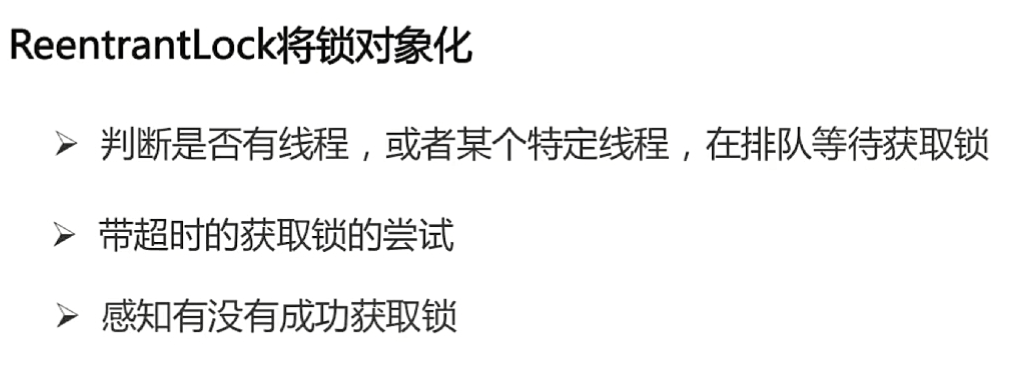 ReentrantLock将锁对象化
判断是否有线程，或者某个特定线程，在排队等待获取锁
带超时的获取锁的尝试
感知有没有成功获取锁